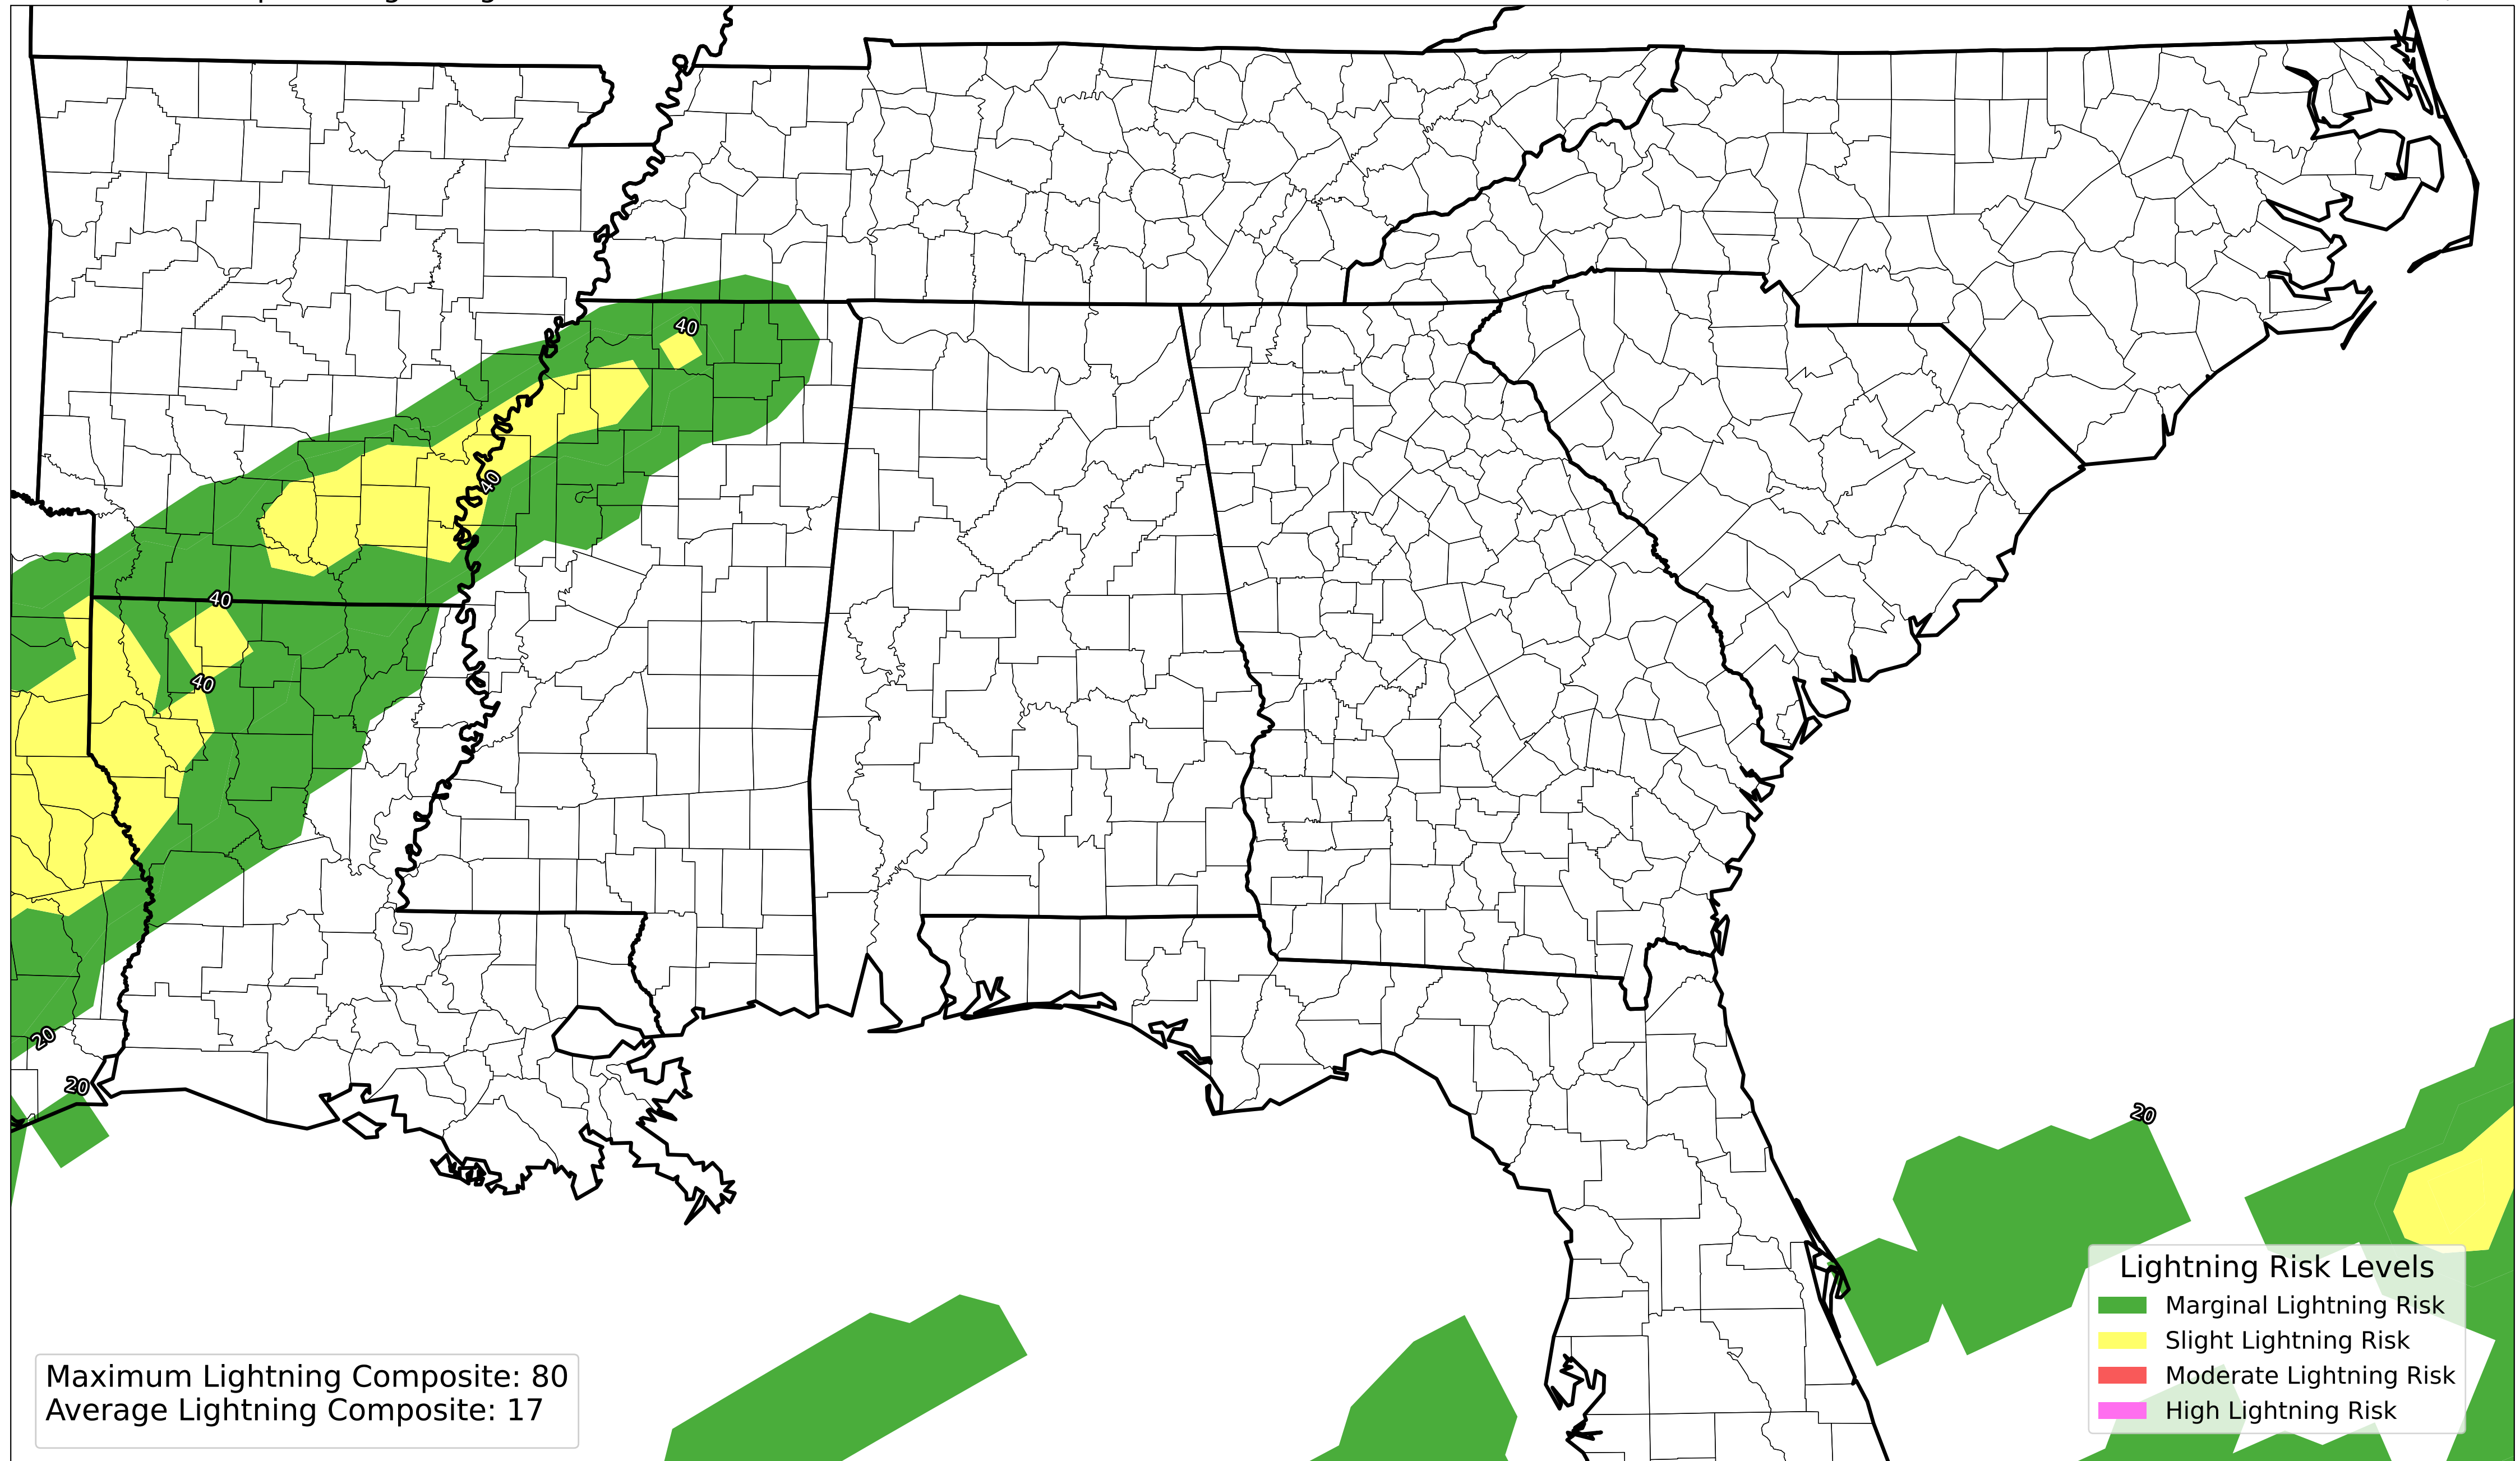 40
40
40
40
20
20
20
Lightning Risk Levels
Marginal Lightning Risk
Slight Lightning Risk
Moderate Lightning Risk
High Lightning Risk
Maximum Lightning Composite: 80
Average Lightning Composite: 17